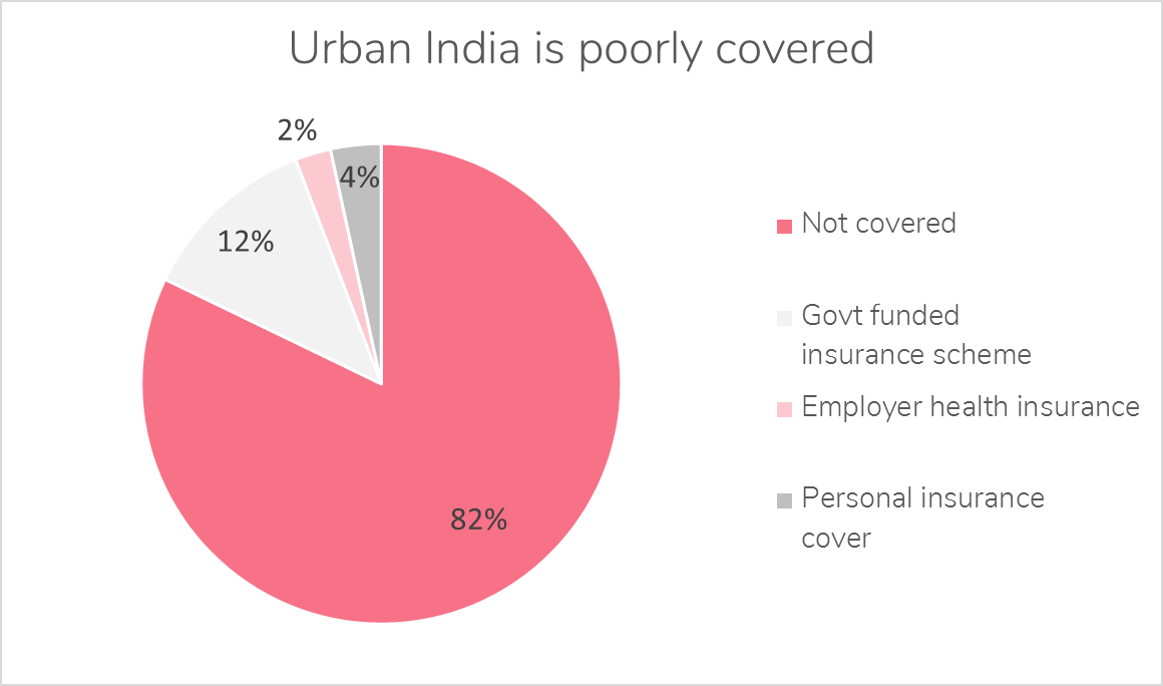 Urban India is poorly covered
2%
4%
12%
82%
Not covered
Govt funded
insurance scheme
Employer health insurance
Personal insurance
cover